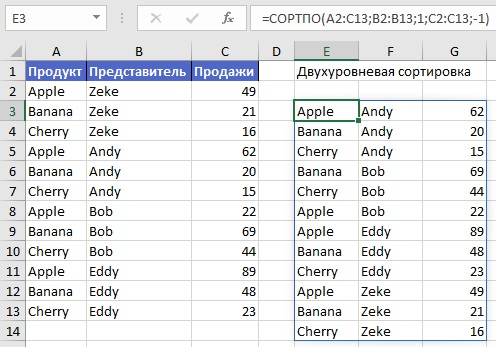 E3 =СОРТПО(A2:C13;B2:B13;1;C2:C13;-1)
A B C D E F G
1 Продукт Представитель Продажи Двухуровневая сортировка
2 Apple Zeke 49
3 Banana Zeke 21 Apple Andy 62
4 Cherry Zeke 16 Banana Andy 20
5 Apple Andy 62 Cherry Andy 15
6 Banana Andy 20 Banana Bob 69
7 Cherry Andy 15 Cherry Bob 44
8 Apple Bob 22 Apple Bob 22
9 Banana Bob 69 Apple Eddy 89
10 Cherry Bob 44 Banana Eddy 48
11 Apple Eddy 89 Cherry Eddy 23
12 Banana Eddy 48 Apple Zeke 49
13 Cherry Eddy 23 Banana Zeke 21
14 Cherry Zeke 16